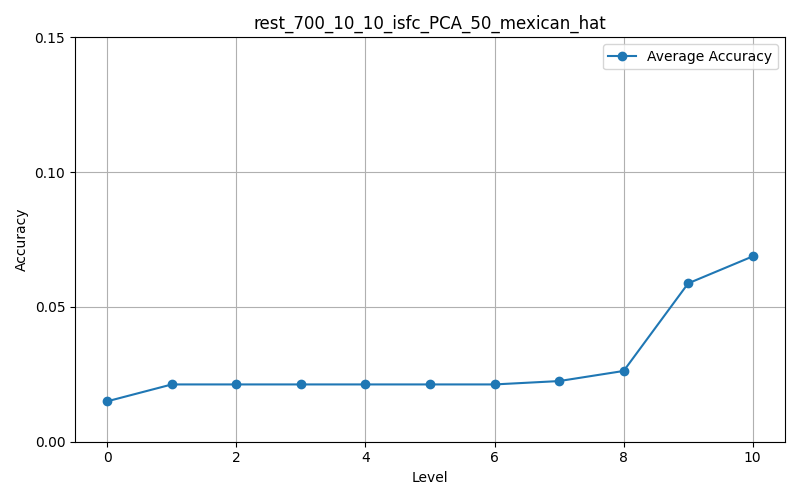 rest_700_10_10_isfc_PCA_50_mexican_hat
Average Accuracy
0.15
0.10
0.05
0.00
Accuracy
0 2 4 6 8 10
Level